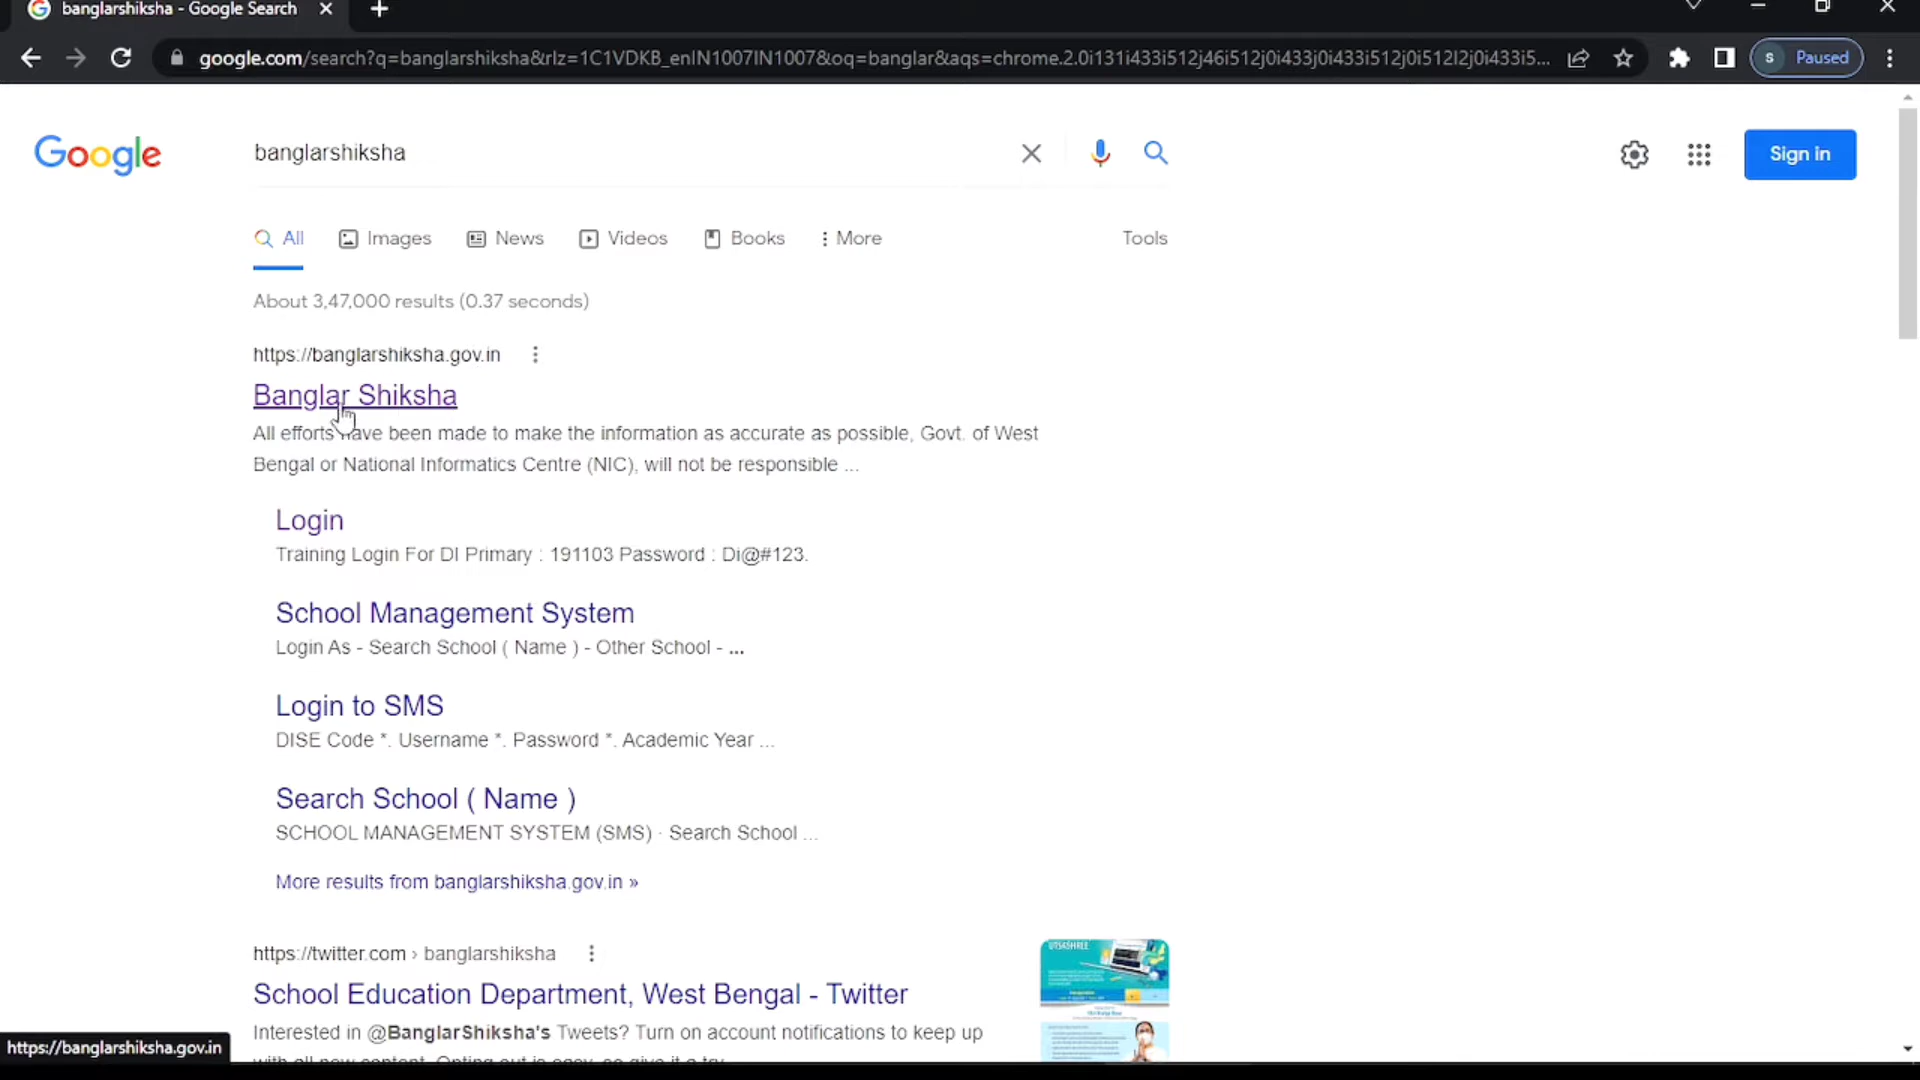 banglarshiksha - Google Search
google.com/search?q=banglarshiksha&rlz=1C1VDKB_enIN1007IN1007&oq=banglar&aqs=chrome.2.0i131i433i512j46i512j0i433j0i433i512j0i512l2j0i433i5...
s Paused
Google
banglarshiksha
Sign in
All Images News Videos Books More Tools
About 3,47,000 results (0.37 seconds)
https://banglarshiksha.gov.in
Banglar Shiksha
All efforts have been made to make the information as accurate as possible, Govt. of West
Bengal or National Informatics Centre (NIC), will not be responsible ...
Login
Training Login For DI Primary : 191103 Password : Di@#123.
School Management System
Login As - Search School ( Name ) - Other School - ...
Login to SMS
DISE Code *. Username *. Password *. Academic Year ...
Search School ( Name )
SCHOOL MANAGEMENT SYSTEM (SMS) · Search School ...
More results from banglarshiksha.gov.in »
https://twitter.com › banglarshiksha
School Education Department, West Bengal - Twitter
Interested in @BanglarShiksha's Tweets? Turn on account notifications to keep up
https://banglarshiksha.gov.in